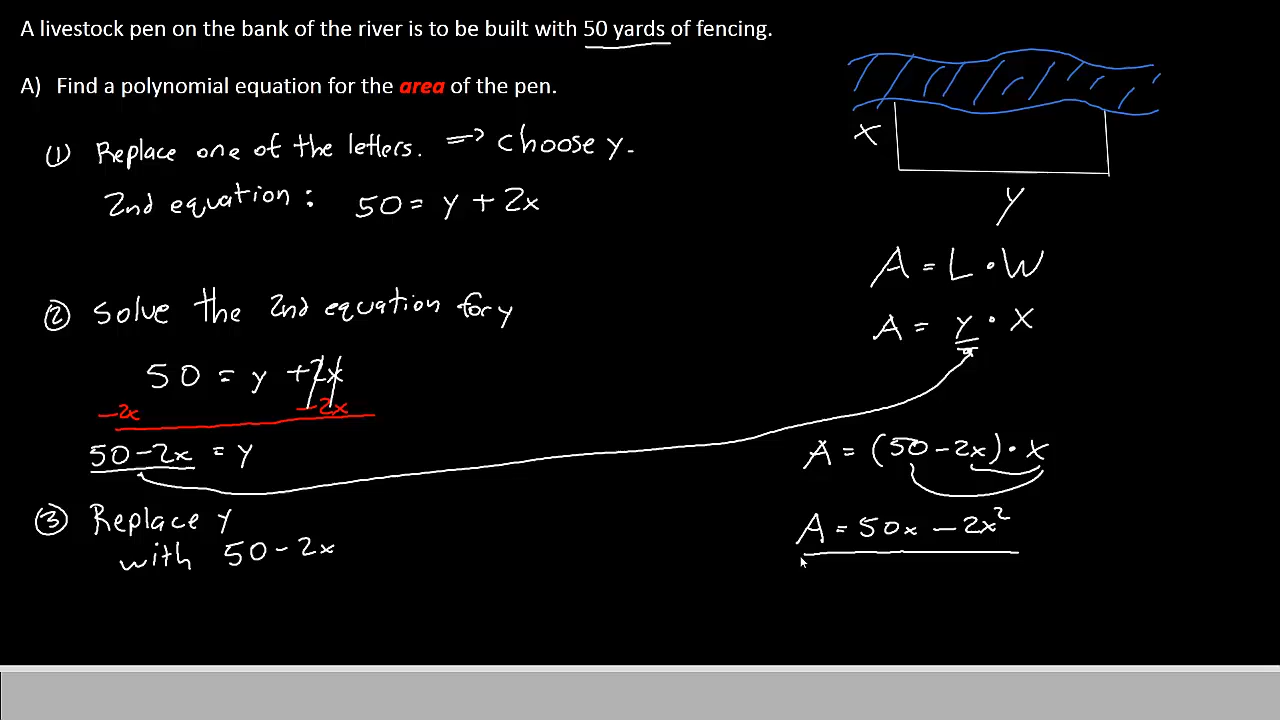 A livestock pen on the bank of the river is to be built with 50 yards of fencing.
A) Find a polynomial equation for the area of the pen.
① Replace one of the letters. => choose y.
2nd equation : 50 = y + 2x
② Solve the 2nd equation for y
50 = y + 2x
-2x -2x
50 - 2x = y
③ Replace y
with 50 - 2x
x
y
A = L · W
A = y · x
A = (50 - 2x) · x
A = 50x - 2x²